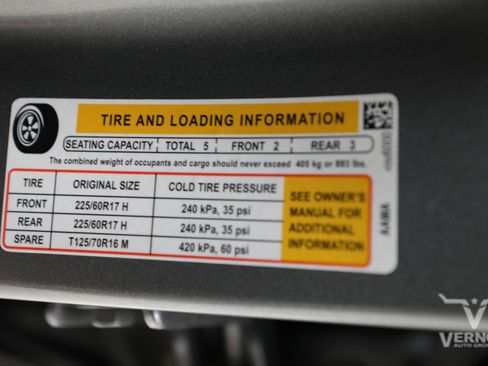 TIRE AND LOADING INFORMATION
SEATING CAPACITY TOTAL 5 FRONT 2 REAR 3
The combined weight of occupants and cargo should never exceed 405 kg or 893 lbs.
TIRE ORIGINAL SIZE COLD TIRE PRESSURE SEE OWNER'S MANUAL FOR ADDITIONAL INFORMATION
FRONT 225/60R17 H 240 kPa, 35 psi
REAR 225/60R17 H 240 kPa, 35 psi
SPARE T125/70R16 M 420 kPa, 60 psi
VERNO
AUTO GROU